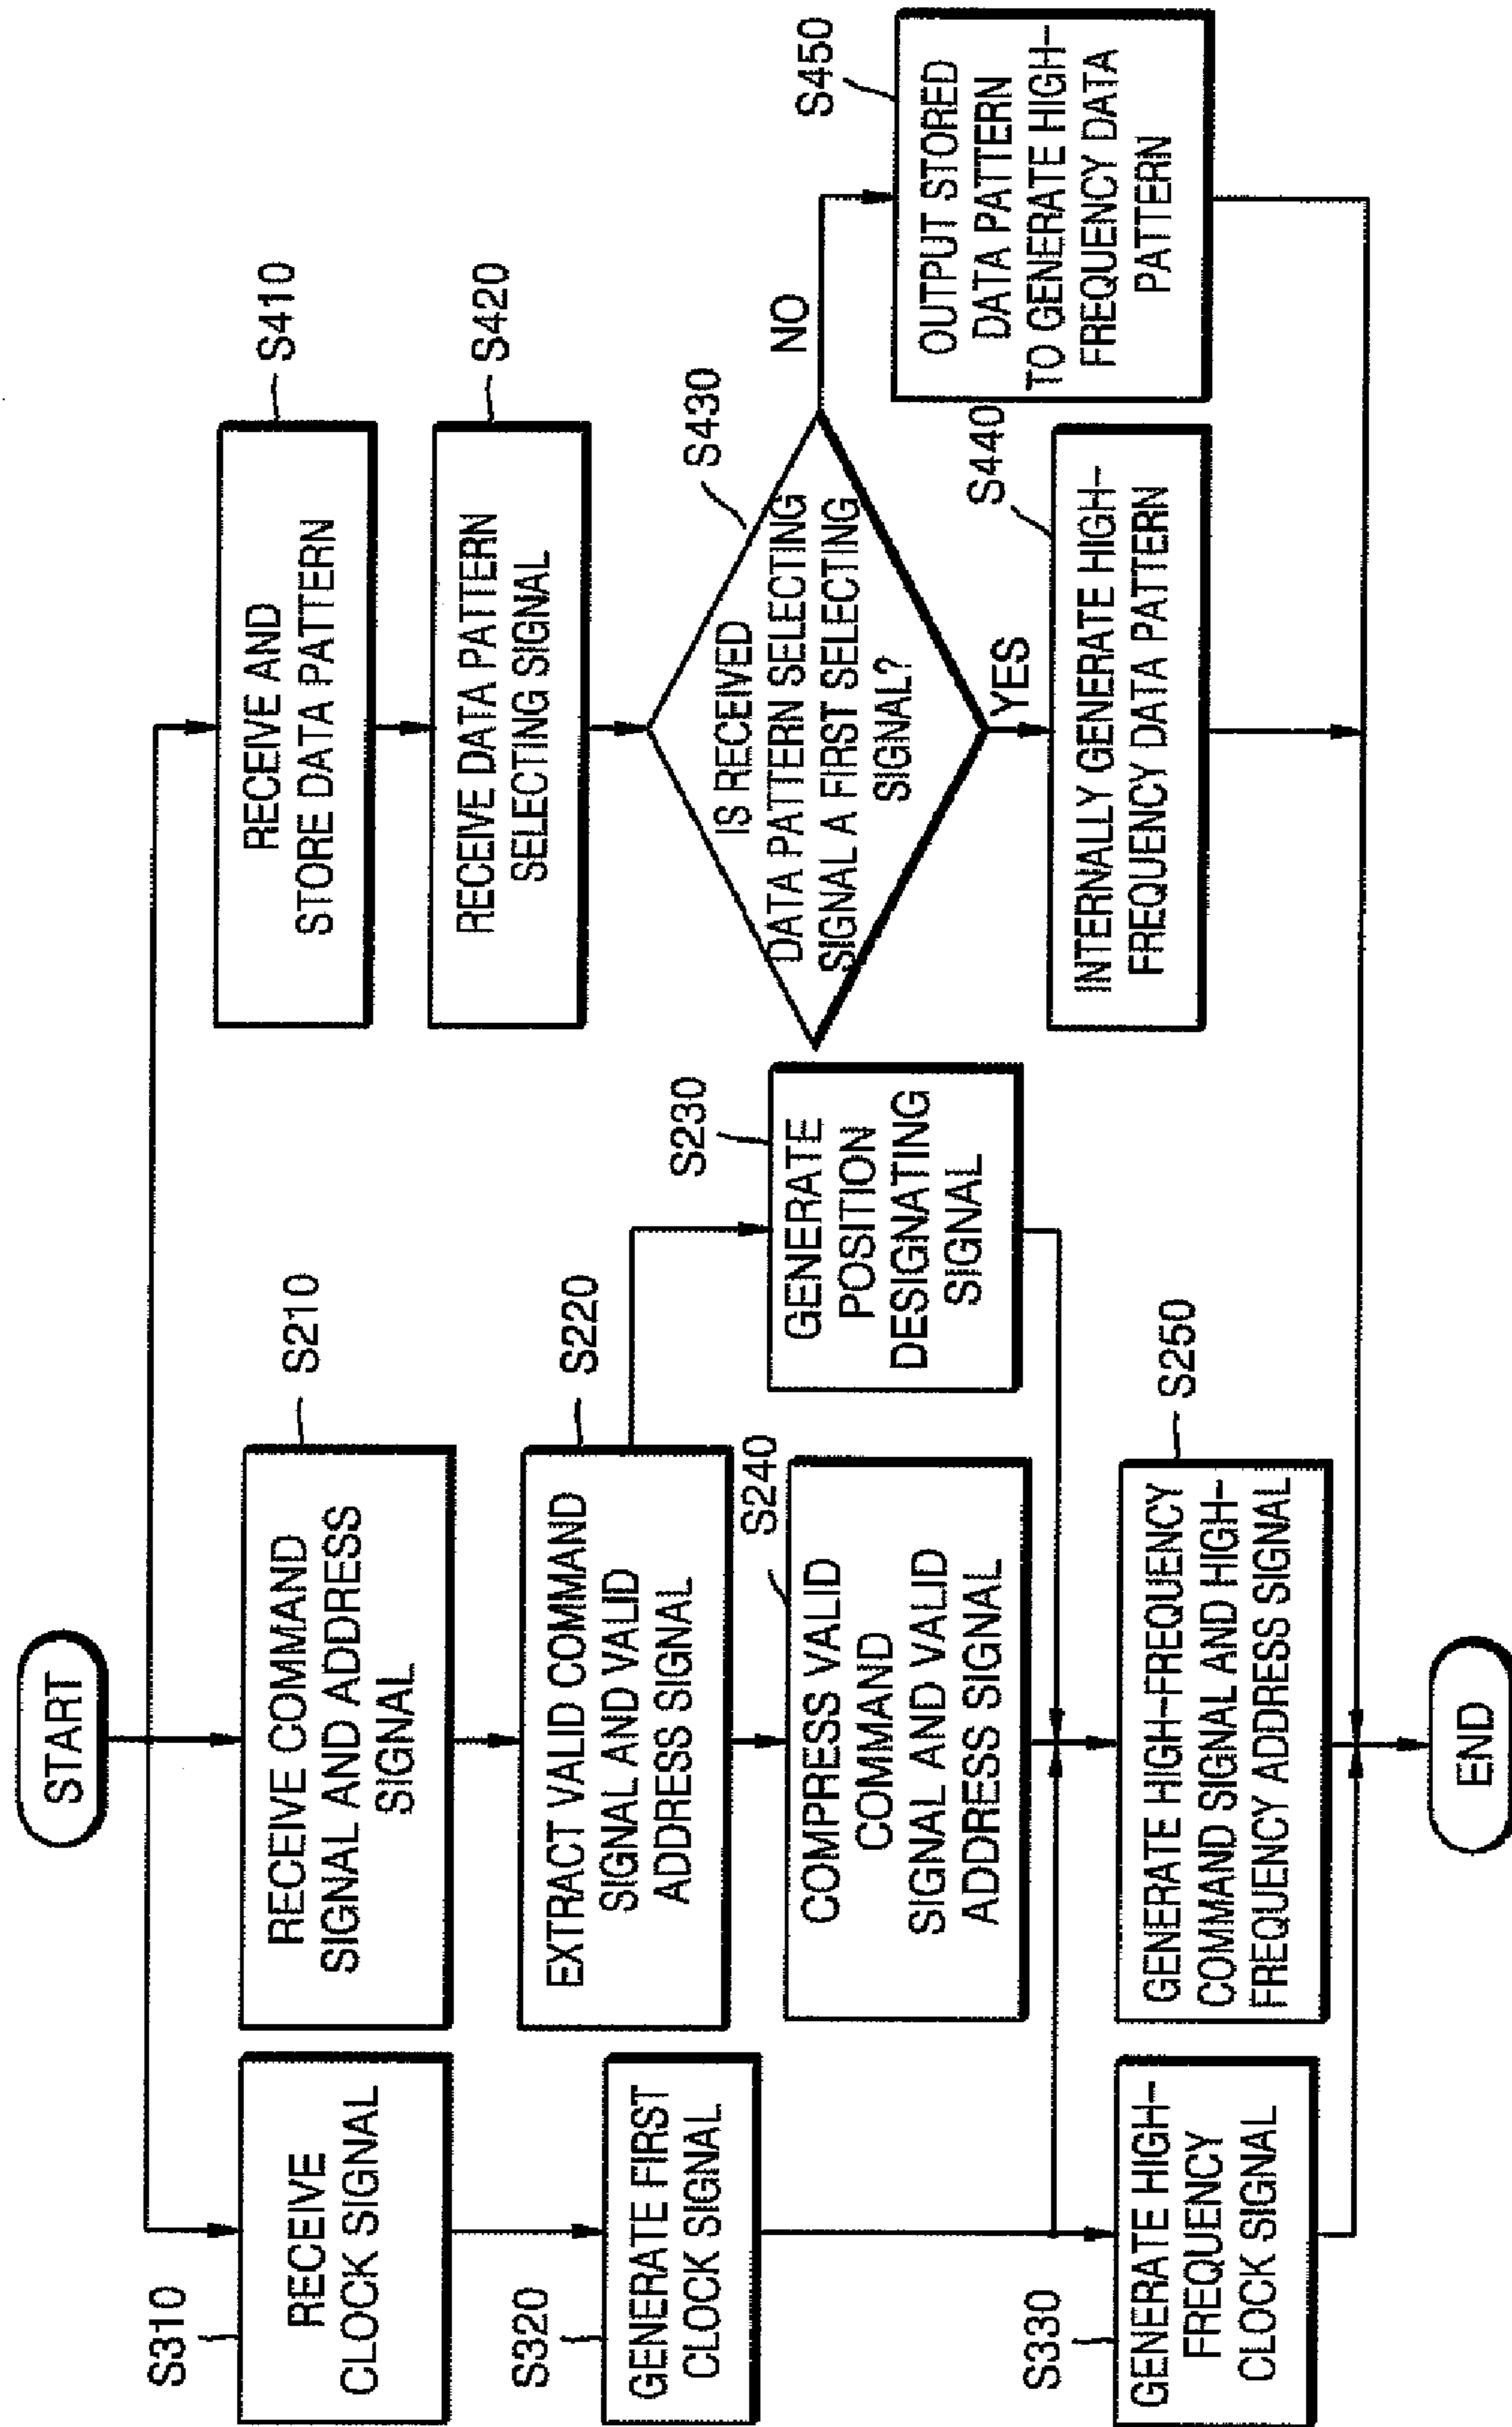 START
S310
RECEIVE
CLOCK SIGNAL
S320
GENERATE FIRST
CLOCK SIGNAL
S330
GENERATE HIGH-
FREQUENCY
CLOCK SIGNAL
S210
RECEIVE COMMAND
SIGNAL AND ADDRESS
SIGNAL
S220
EXTRACT VALID COMMAND
SIGNAL AND VALID
ADDRESS SIGNAL
S230
GENERATE
POSITION
DESIGNATING
SIGNAL
S240
COMPRESS VALID
COMMAND
SIGNAL AND VALID
ADDRESS SIGNAL
S250
GENERATE HIGH-FREQUENCY
COMMAND SIGNAL AND HIGH-
FREQUENCY ADDRESS SIGNAL
S410
RECEIVE AND
STORE DATA PATTERN
S420
RECEIVE DATA PATTERN
SELECTING SIGNAL
S430
IS RECEIVED
DATA PATTERN SELECTING
SIGNAL A FIRST SELECTING
SIGNAL?
NO
YES
S440
INTERNALLY GENERATE HIGH-
FREQUENCY DATA PATTERN
S450
OUTPUT STORED
DATA PATTERN
TO GENERATE HIGH-
FREQUENCY DATA
PATTERN
END